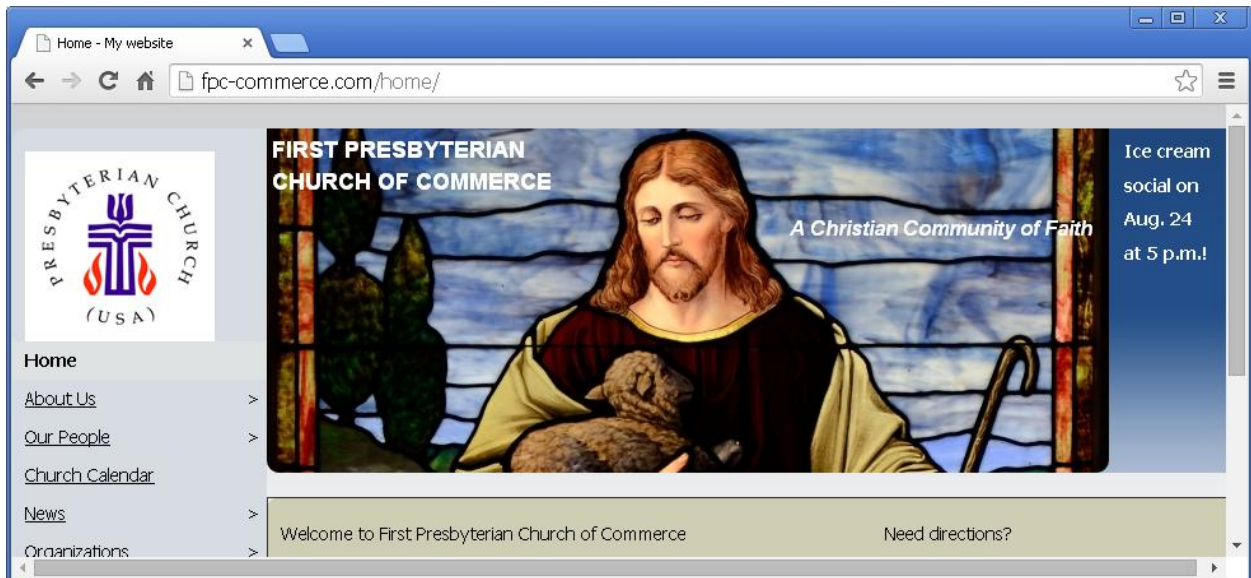 Home - My website
fpc-commerce.com/home/
PRESBYTERIAN CHURCH
(USA)
FIRST PRESBYTERIAN
CHURCH OF COMMERCE
A Christian Community of Faith
Ice cream
social on
Aug. 24
at 5 p.m.!
Home
About Us >
Our People >
Church Calendar
News >
Organizations >
Welcome to First Presbyterian Church of Commerce
Need directions?